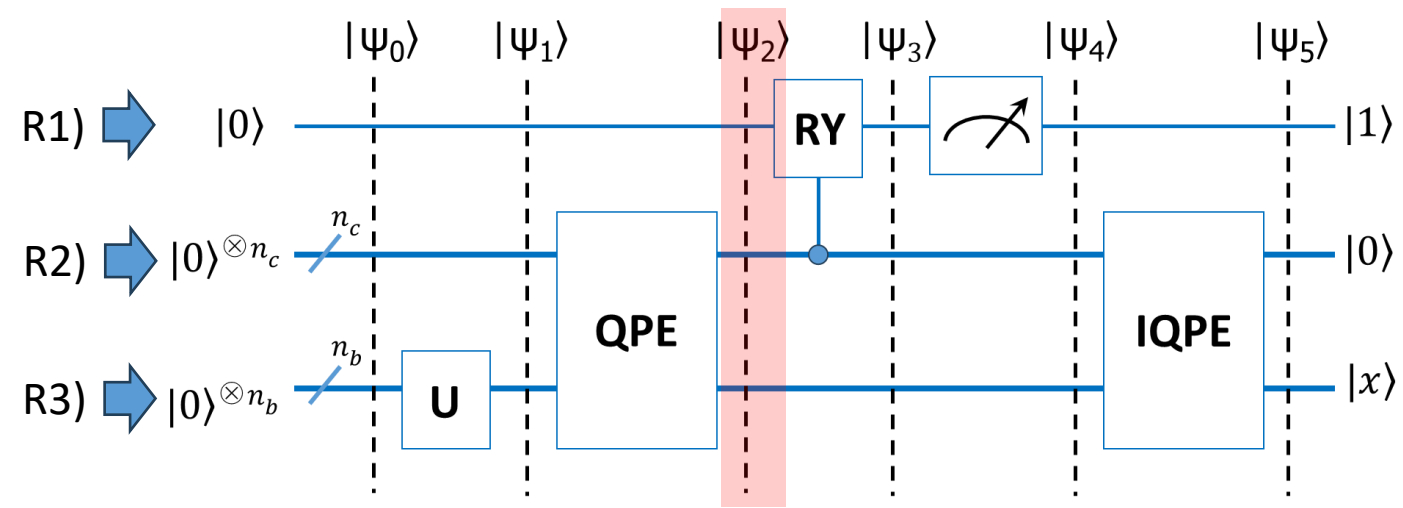 |ψ₀⟩ |ψ₁⟩ |ψ₂⟩ |ψ₃⟩ |ψ₄⟩ |ψ₅⟩
R1) |0⟩ RY |1⟩
n_c
R2) |0⟩^{⊗n_c} |0⟩
QPE IQPE
n_b
R3) |0⟩^{⊗n_b} U |x⟩